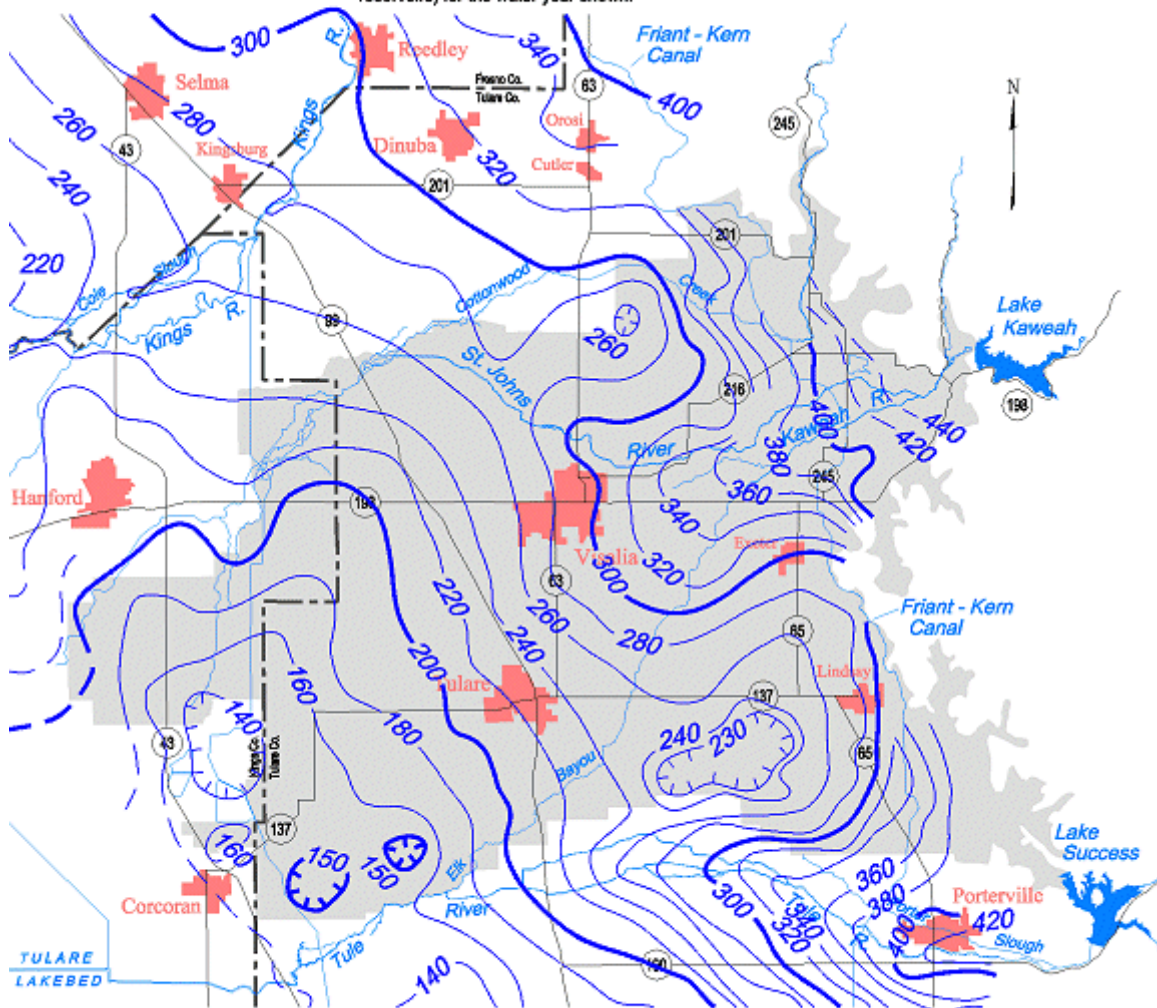 300
R.
Reedley
340
Friant - Kern
Canal
Selma
Fresno Co.
Tulare Co.
63
400
245
N
260
280
Kings
Dinuba
Orosi
43
Kingsburg
320
Cutler
240
201
220
Slough
Cole
Cottonwood
Creek
201
Kings
R.
99
260
Lake
Kaweah
St. Johns
216
198
400
Kaweah
R.
440
420
River
380
Hanford
360
245
198
340
Visalia
Exeter
320
63
300
220
260
280
Friant - Kern
Canal
65
240
200
160
Tulare
Lindsay
137
140
180
240
230
43
Kings Co.
Tulare Co.
65
Bayou
137
160
150
150
Elk
Lake
Success
360
Corcoran
River
300
340
320
Tule
380
Porterville
400
420
Slough
Tule
R.
TULARE
LAKEBED
140
190